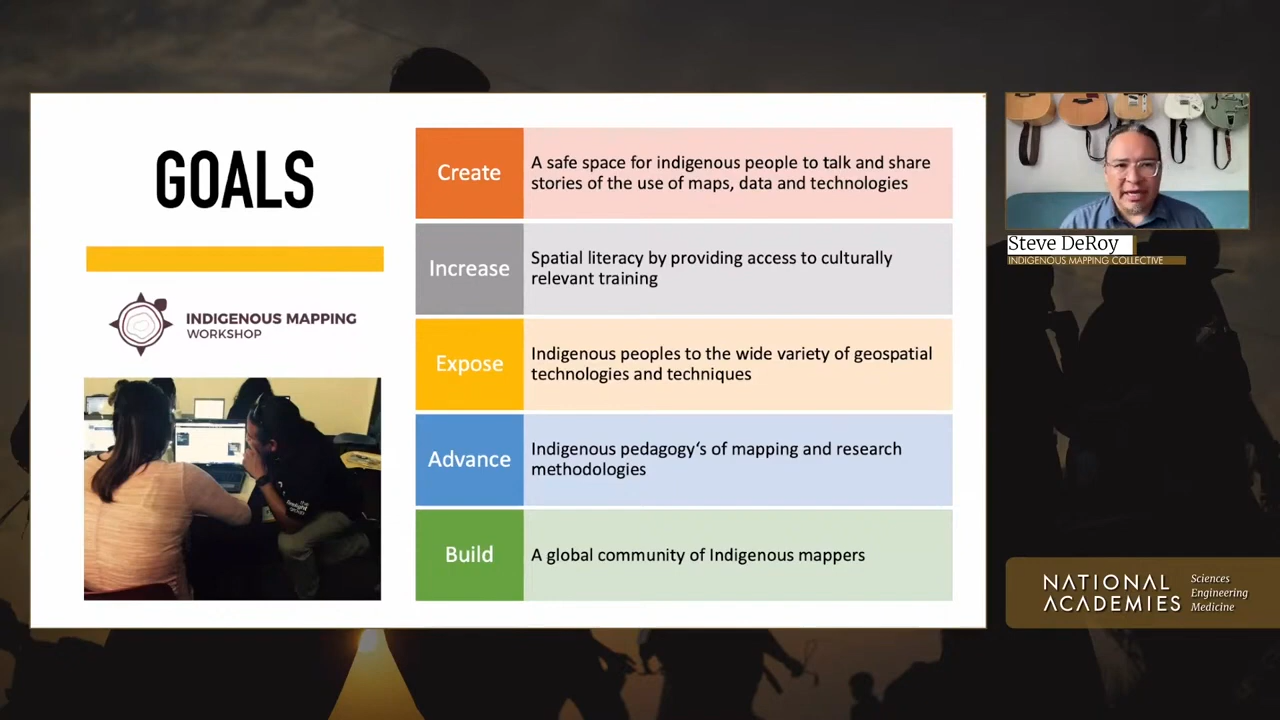 GOALS
INDIGENOUS MAPPING
WORKSHOP
Create
A safe space for indigenous people to talk and share
stories of the use of maps, data and technologies
Increase
Spatial literacy by providing access to culturally
relevant training
Expose
Indigenous peoples to the wide variety of geospatial
technologies and techniques
Advance
Indigenous pedagogy‘s of mapping and research
methodologies
Build
A global community of Indigenous mappers
Steve DeRoy
INDIGENOUS MAPPING COLLECTIVE
NATIONAL
ACADEMIES
Sciences
Engineering
Medicine